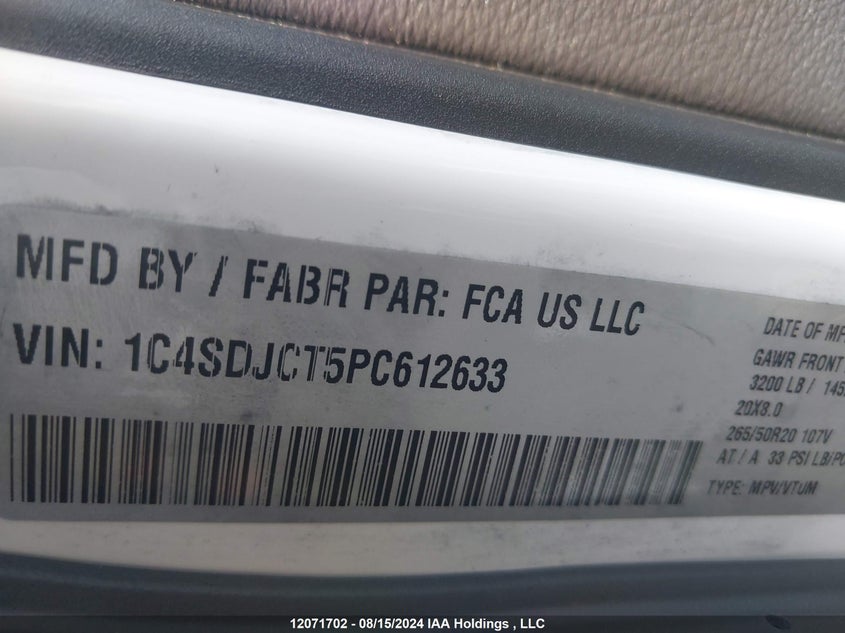 MFD BY / FABR PAR: FCA US LLC
VIN: 1C4SDJCT5PC612633
DATE OF MF
GAWR FRONT
3200 LB / 145
20X8.0
265/50R20 107V
AT / A 33 PSI LB/PO
TYPE: MPV/VTUM
12071702 - 08/15/2024 IAA Holdings , LLC